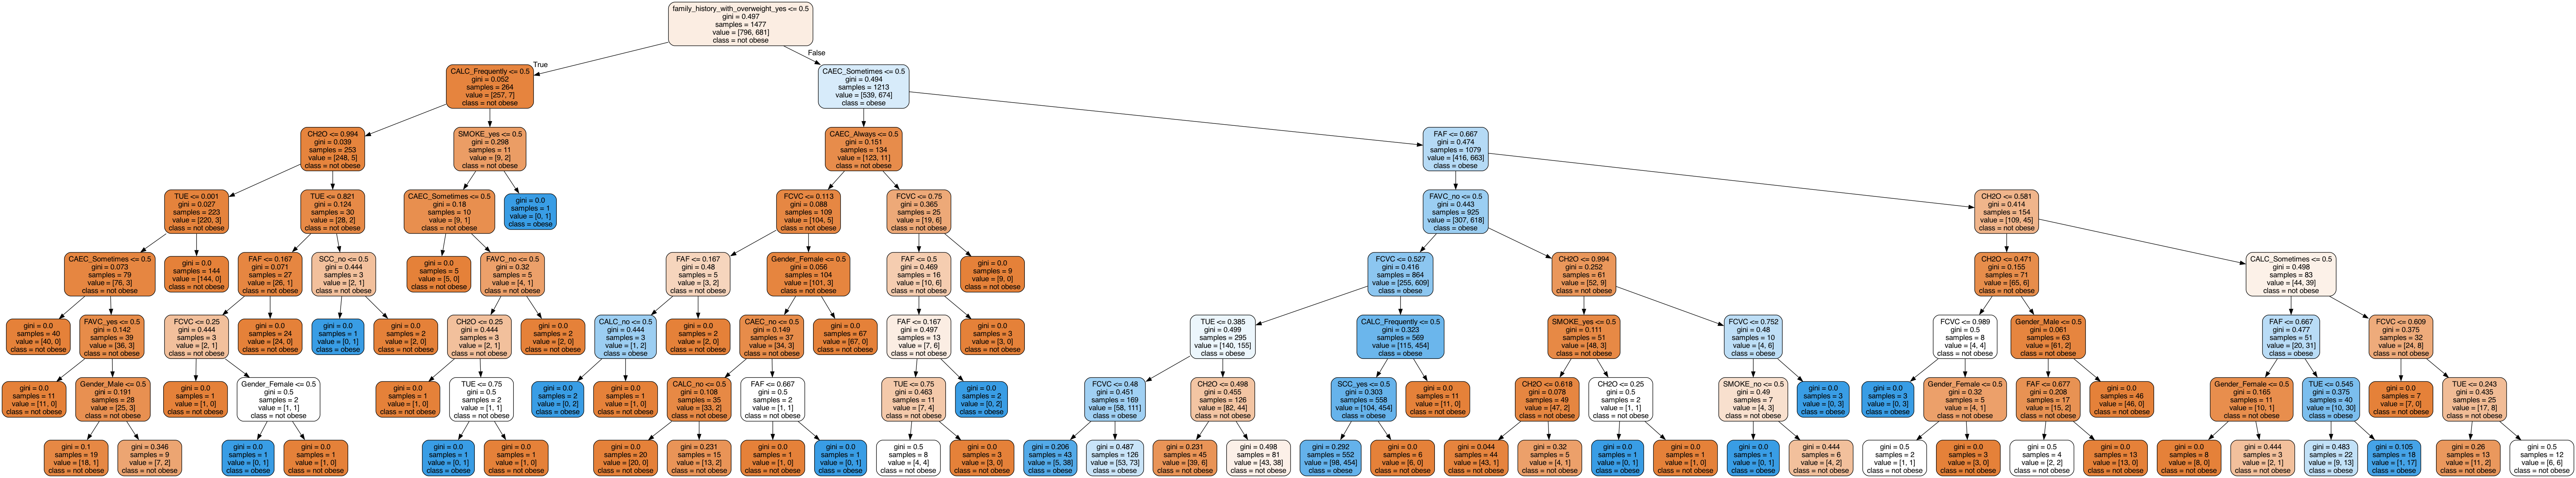 family_history_with_overweight_yes <= 0.5
gini = 0.497
samples = 1477
value = [796, 681]
class = not obese
True
False
CALC_Frequently <= 0.5
gini = 0.052
samples = 264
value = [257, 7]
class = not obese
CAEC_Sometimes <= 0.5
gini = 0.494
samples = 1213
value = [539, 674]
class = obese
CH2O <= 0.994
gini = 0.039
samples = 253
value = [248, 5]
class = not obese
SMOKE_yes <= 0.5
gini = 0.298
samples = 11
value = [9, 2]
class = not obese
CAEC_Always <= 0.5
gini = 0.151
samples = 134
value = [123, 11]
class = not obese
FAF <= 0.667
gini = 0.474
samples = 1079
value = [416, 663]
class = obese
TUE <= 0.001
gini = 0.027
samples = 223
value = [220, 3]
class = not obese
TUE <= 0.821
gini = 0.124
samples = 30
value = [28, 2]
class = not obese
CAEC_Sometimes <= 0.5
gini = 0.18
samples = 10
value = [9, 1]
class = not obese
gini = 0.0
samples = 1
value = [0, 1]
class = obese
FCVC <= 0.113
gini = 0.088
samples = 109
value = [104, 5]
class = not obese
FCVC <= 0.75
gini = 0.365
samples = 25
value = [19, 6]
class = not obese
FAVC_no <= 0.5
gini = 0.443
samples = 925
value = [307, 618]
class = obese
CH2O <= 0.581
gini = 0.414
samples = 154
value = [109, 45]
class = not obese
CAEC_Sometimes <= 0.5
gini = 0.073
samples = 79
value = [76, 3]
class = not obese
gini = 0.0
samples = 144
value = [144, 0]
class = not obese
FAF <= 0.167
gini = 0.071
samples = 27
value = [26, 1]
class = not obese
SCC_no <= 0.5
gini = 0.444
samples = 3
value = [2, 1]
class = not obese
gini = 0.0
samples = 5
value = [5, 0]
class = not obese
FAVC_no <= 0.5
gini = 0.32
samples = 5
value = [4, 1]
class = not obese
FAF <= 0.167
gini = 0.48
samples = 5
value = [3, 2]
class = not obese
Gender_Female <= 0.5
gini = 0.056
samples = 104
value = [101, 3]
class = not obese
FAF <= 0.5
gini = 0.469
samples = 16
value = [10, 6]
class = not obese
gini = 0.0
samples = 9
value = [9, 0]
class = not obese
FCVC <= 0.527
gini = 0.416
samples = 864
value = [255, 609]
class = obese
CH2O <= 0.994
gini = 0.252
samples = 61
value = [52, 9]
class = not obese
CH2O <= 0.471
gini = 0.155
samples = 71
value = [65, 6]
class = not obese
CALC_Sometimes <= 0.5
gini = 0.498
samples = 83
value = [44, 39]
class = not obese
gini = 0.0
samples = 40
value = [40, 0]
class = not obese
FAVC_yes <= 0.5
gini = 0.142
samples = 39
value = [36, 3]
class = not obese
FCVC <= 0.25
gini = 0.444
samples = 3
value = [2, 1]
class = not obese
gini = 0.0
samples = 24
value = [24, 0]
class = not obese
gini = 0.0
samples = 1
value = [0, 1]
class = obese
gini = 0.0
samples = 2
value = [2, 0]
class = not obese
CH2O <= 0.25
gini = 0.444
samples = 3
value = [2, 1]
class = not obese
gini = 0.0
samples = 2
value = [2, 0]
class = not obese
CALC_no <= 0.5
gini = 0.444
samples = 3
value = [1, 2]
class = obese
gini = 0.0
samples = 2
value = [2, 0]
class = not obese
CAEC_no <= 0.5
gini = 0.149
samples = 37
value = [34, 3]
class = not obese
gini = 0.0
samples = 67
value = [67, 0]
class = not obese
FAF <= 0.167
gini = 0.497
samples = 13
value = [7, 6]
class = not obese
gini = 0.0
samples = 3
value = [3, 0]
class = not obese
TUE <= 0.385
gini = 0.499
samples = 295
value = [140, 155]
class = obese
CALC_Frequently <= 0.5
gini = 0.323
samples = 569
value = [115, 454]
class = obese
SMOKE_yes <= 0.5
gini = 0.111
samples = 51
value = [48, 3]
class = not obese
FCVC <= 0.752
gini = 0.48
samples = 10
value = [4, 6]
class = obese
FCVC <= 0.989
gini = 0.5
samples = 8
value = [4, 4]
class = not obese
Gender_Male <= 0.5
gini = 0.061
samples = 63
value = [61, 2]
class = not obese
FAF <= 0.667
gini = 0.477
samples = 51
value = [20, 31]
class = obese
FCVC <= 0.609
gini = 0.375
samples = 32
value = [24, 8]
class = not obese
gini = 0.0
samples = 11
value = [11, 0]
class = not obese
Gender_Male <= 0.5
gini = 0.191
samples = 28
value = [25, 3]
class = not obese
gini = 0.0
samples = 1
value = [1, 0]
class = not obese
Gender_Female <= 0.5
gini = 0.5
samples = 2
value = [1, 1]
class = not obese
gini = 0.0
samples = 1
value = [1, 0]
class = not obese
TUE <= 0.75
gini = 0.5
samples = 2
value = [1, 1]
class = not obese
gini = 0.0
samples = 2
value = [0, 2]
class = obese
gini = 0.0
samples = 1
value = [1, 0]
class = not obese
CALC_no <= 0.5
gini = 0.108
samples = 35
value = [33, 2]
class = not obese
FAF <= 0.667
gini = 0.5
samples = 2
value = [1, 1]
class = not obese
TUE <= 0.75
gini = 0.463
samples = 11
value = [7, 4]
class = not obese
gini = 0.0
samples = 2
value = [0, 2]
class = obese
FCVC <= 0.48
gini = 0.451
samples = 169
value = [58, 111]
class = obese
CH2O <= 0.498
gini = 0.455
samples = 126
value = [82, 44]
class = not obese
SCC_yes <= 0.5
gini = 0.303
samples = 558
value = [104, 454]
class = obese
gini = 0.0
samples = 11
value = [11, 0]
class = not obese
CH2O <= 0.618
gini = 0.078
samples = 49
value = [47, 2]
class = not obese
CH2O <= 0.25
gini = 0.5
samples = 2
value = [1, 1]
class = not obese
SMOKE_no <= 0.5
gini = 0.49
samples = 7
value = [4, 3]
class = not obese
gini = 0.0
samples = 3
value = [0, 3]
class = obese
gini = 0.0
samples = 3
value = [0, 3]
class = obese
Gender_Female <= 0.5
gini = 0.32
samples = 5
value = [4, 1]
class = not obese
FAF <= 0.677
gini = 0.208
samples = 17
value = [15, 2]
class = not obese
gini = 0.0
samples = 46
value = [46, 0]
class = not obese
Gender_Female <= 0.5
gini = 0.165
samples = 11
value = [10, 1]
class = not obese
TUE <= 0.545
gini = 0.375
samples = 40
value = [10, 30]
class = obese
gini = 0.0
samples = 7
value = [7, 0]
class = not obese
TUE <= 0.243
gini = 0.435
samples = 25
value = [17, 8]
class = not obese
gini = 0.1
samples = 19
value = [18, 1]
class = not obese
gini = 0.346
samples = 9
value = [7, 2]
class = not obese
gini = 0.0
samples = 1
value = [0, 1]
class = obese
gini = 0.0
samples = 1
value = [1, 0]
class = not obese
gini = 0.0
samples = 1
value = [0, 1]
class = obese
gini = 0.0
samples = 1
value = [1, 0]
class = not obese
gini = 0.0
samples = 20
value = [20, 0]
class = not obese
gini = 0.231
samples = 15
value = [13, 2]
class = not obese
gini = 0.0
samples = 1
value = [1, 0]
class = not obese
gini = 0.0
samples = 1
value = [0, 1]
class = obese
gini = 0.5
samples = 8
value = [4, 4]
class = not obese
gini = 0.0
samples = 3
value = [3, 0]
class = not obese
gini = 0.206
samples = 43
value = [5, 38]
class = obese
gini = 0.487
samples = 126
value = [53, 73]
class = obese
gini = 0.231
samples = 45
value = [39, 6]
class = not obese
gini = 0.498
samples = 81
value = [43, 38]
class = not obese
gini = 0.292
samples = 552
value = [98, 454]
class = obese
gini = 0.0
samples = 6
value = [6, 0]
class = not obese
gini = 0.044
samples = 44
value = [43, 1]
class = not obese
gini = 0.32
samples = 5
value = [4, 1]
class = not obese
gini = 0.0
samples = 1
value = [0, 1]
class = obese
gini = 0.0
samples = 1
value = [1, 0]
class = not obese
gini = 0.0
samples = 1
value = [0, 1]
class = obese
gini = 0.444
samples = 6
value = [4, 2]
class = not obese
gini = 0.5
samples = 2
value = [1, 1]
class = not obese
gini = 0.0
samples = 3
value = [3, 0]
class = not obese
gini = 0.5
samples = 4
value = [2, 2]
class = not obese
gini = 0.0
samples = 13
value = [13, 0]
class = not obese
gini = 0.0
samples = 8
value = [8, 0]
class = not obese
gini = 0.444
samples = 3
value = [2, 1]
class = not obese
gini = 0.483
samples = 22
value = [9, 13]
class = obese
gini = 0.105
samples = 18
value = [1, 17]
class = obese
gini = 0.26
samples = 13
value = [11, 2]
class = not obese
gini = 0.5
samples = 12
value = [6, 6]
class = not obese